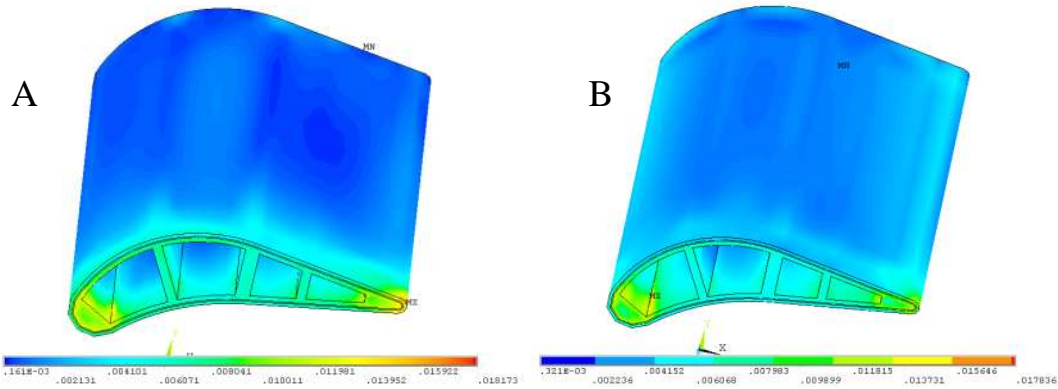 MN
A
B
MX
MX
Y
X
.161E-03 .004101 .008041 .011981 .015922
.002131 .006071 .010011 .013952 .018173
.321E-03 .004152 .007983 .011815 .015646
.002236 .006068 .009899 .013731 .017836